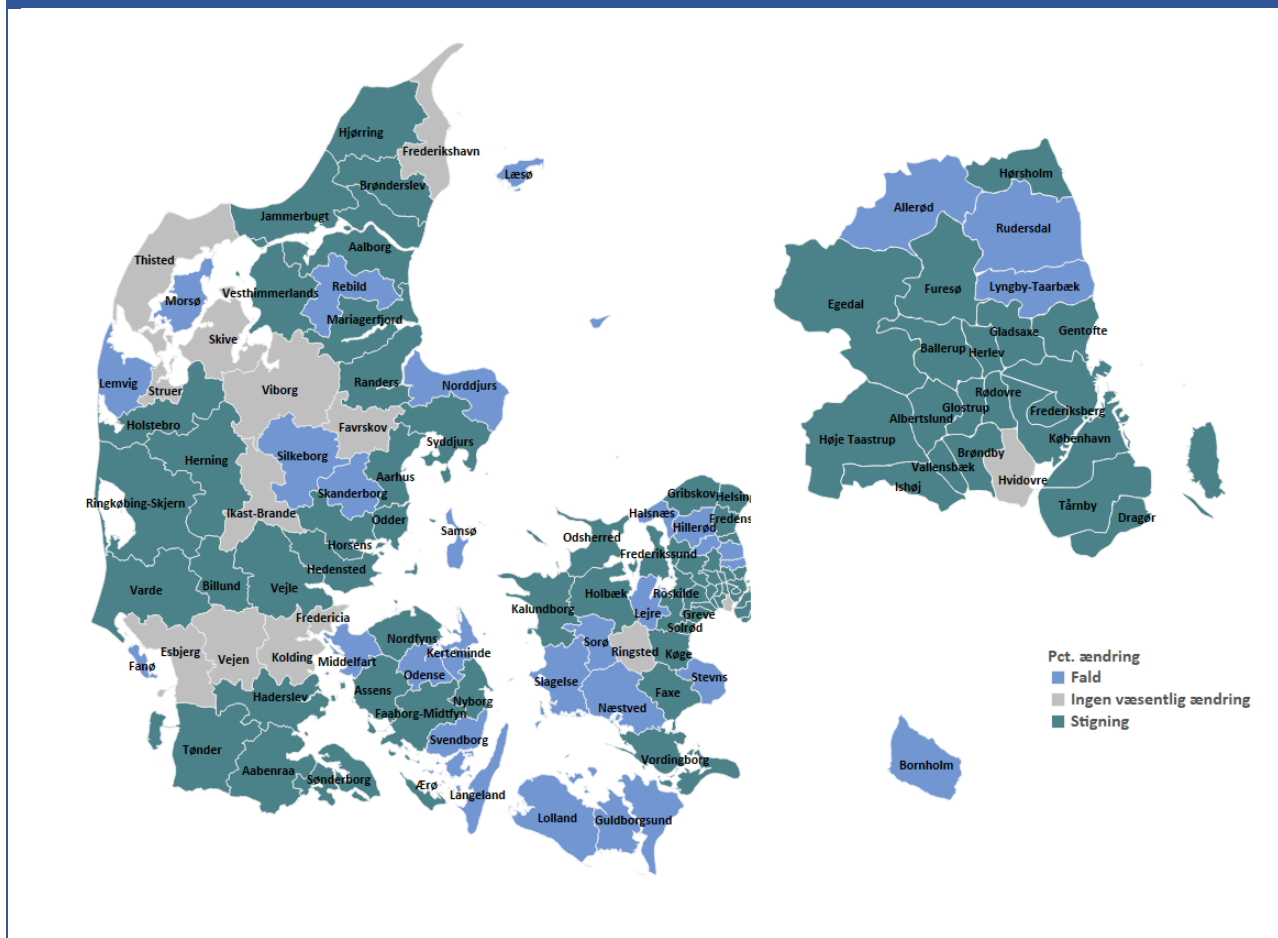 Hjørring
Frederikshavn
Læsø
Brønderslev
Jammerbugt
Aalborg
Thisted
Rebild
Vesthimmerlands
Morsø
Mariagerfjord
Skive
Lemvig
Struer
Viborg
Randers
Norddjurs
Holstebro
Favrskov
Syddjurs
Herning
Silkeborg
Aarhus
Skanderborg
Ringkøbing-Skjern
Ikast-Brande
Odder
Samsø
Horsens
Hedensted
Varde
Billund
Vejle
Fredericia
Esbjerg
Vejen
Kolding
Fanø
Middelfart
Nordfyns
Kerteminde
Odense
Haderslev
Assens
Nyborg
Faaborg-Midtfyn
Svendborg
Tønder
Aabenraa
Sønderborg
Ærø
Langeland
Gribskov
Helsing
Halsnæs
Hillerød
Fredens
Odsherred
Frederikssund
Holbæk
Roskilde
Kalundborg
Lejre
Greve
Solrød
Sorø
Ringsted
Køge
Slagelse
Stevns
Næstved
Faxe
Vordingborg
Lolland
Guldborgsund
Hørsholm
Allerød
Rudersdal
Lyngby-Taarbæk
Furesø
Egedal
Gladsaxe
Gentofte
Ballerup
Herlev
Rødovre
Glostrup
Frederiksberg
Albertslund
Høje Taastrup
København
Brøndby
Vallensbæk
Hvidovre
Ishøj
Tårnby
Dragør
Bornholm
Pct. ændring
Fald
Ingen væsentlig ændring
Stigning